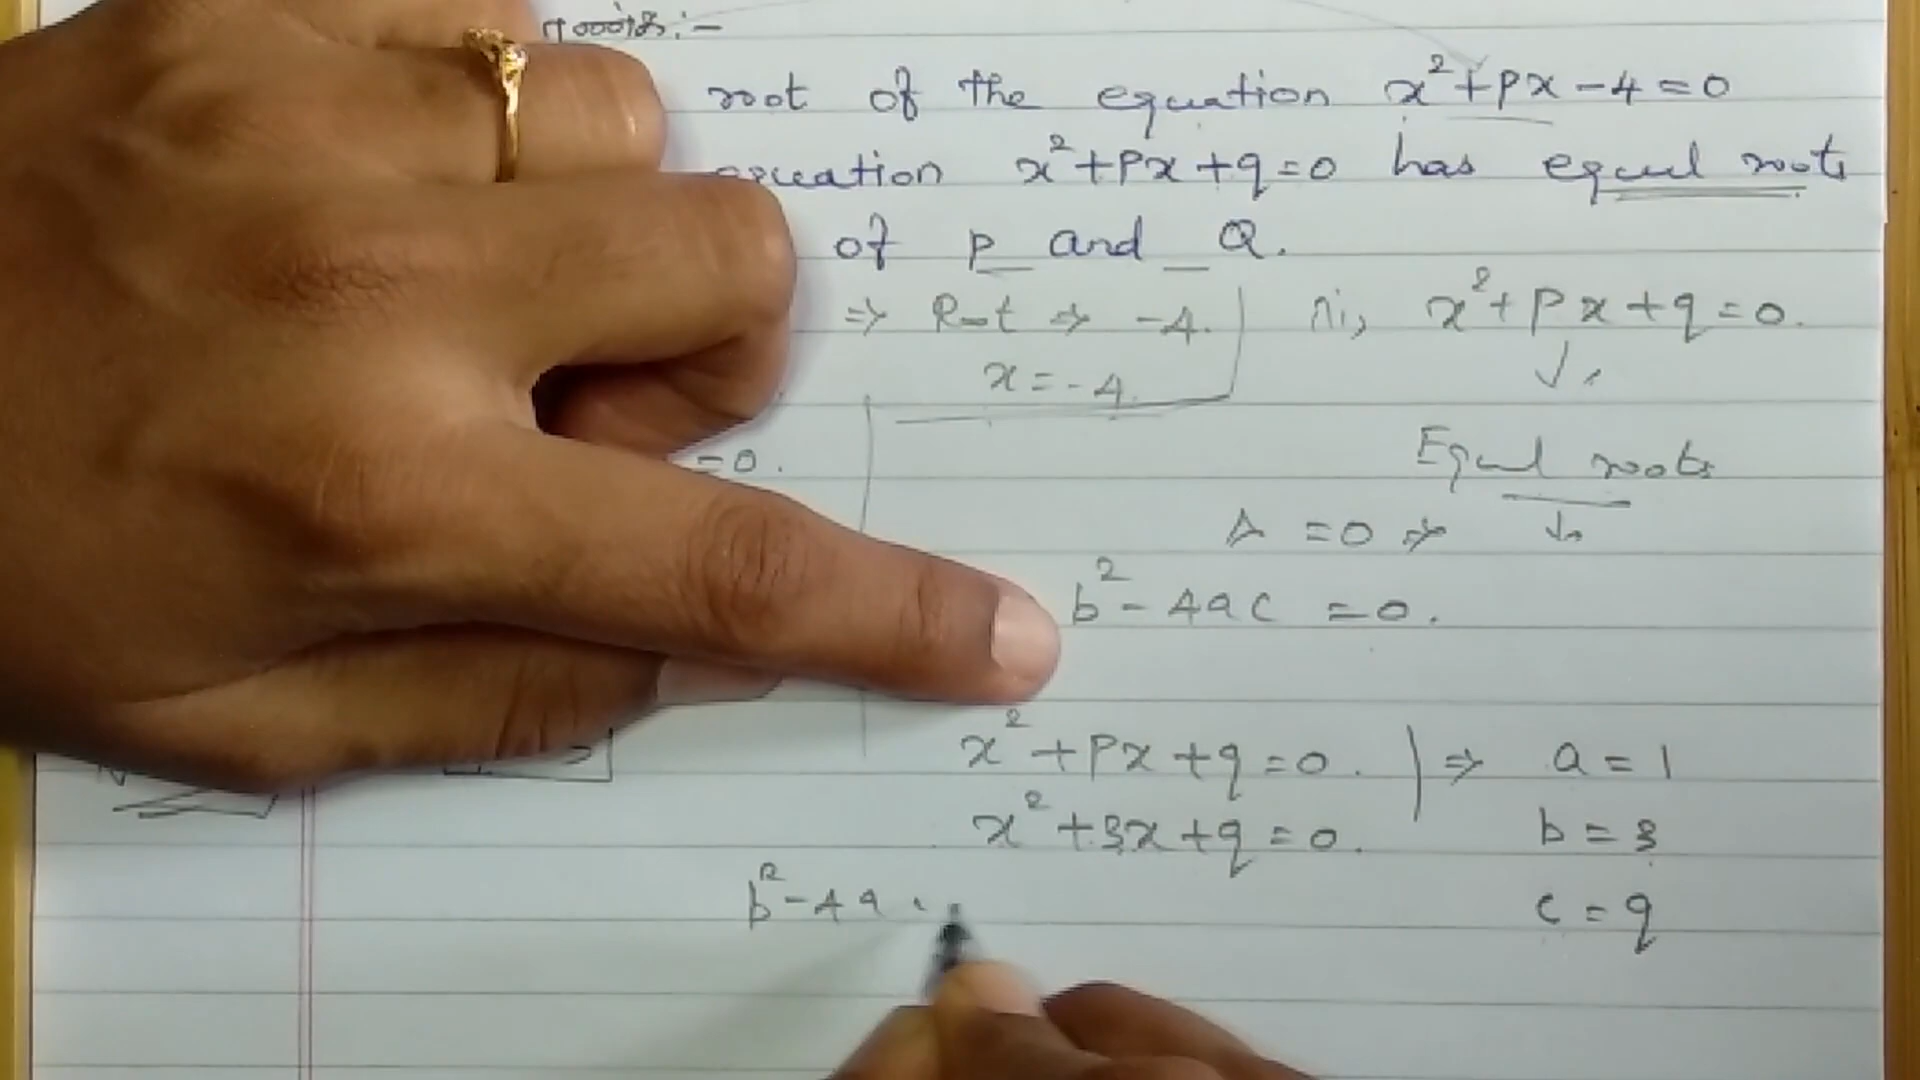 root of the equation x²+px-4=0
equation x²+px+q=0 has equal roots
of p and Q.
⇒ Root ⇒ -4.
x=-4.
ii, x²+px+q=0.
=0.
Equal roots
Δ =0 ⇒
b²-4ac =0.
x²+px+q=0. ⇒ a=1
x²+3x+q=0. b=3
b²-4a c=q